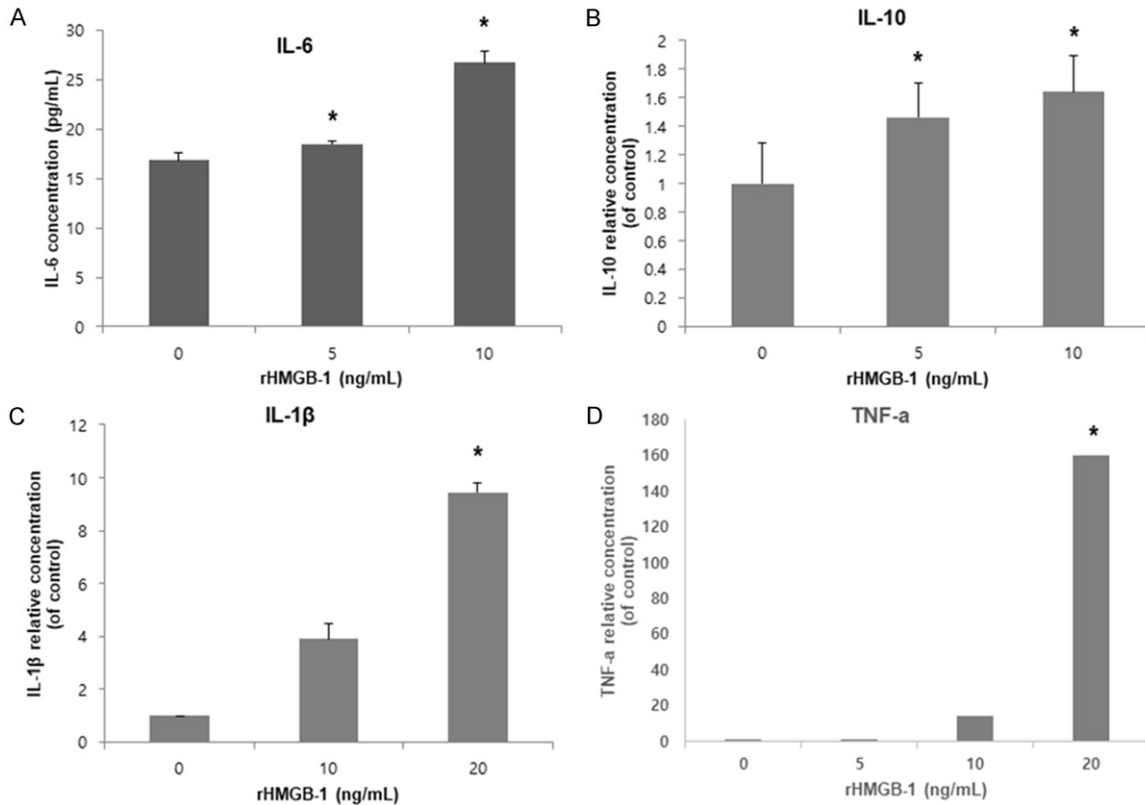 A
IL-6
IL-6 concentration (pg/mL)
35
30
25
20
15
10
5
0
*
*
0 5 10
rHMGB-1 (ng/mL)
B
IL-10
IL-10 relative concentration
(of control)
2
1.8
1.6
1.4
1.2
1
0.8
0.6
0.4
0.2
0
*
*
0 5 10
rHMGB-1 (ng/mL)
C
IL-1β
IL-1β relative concentration
(of control)
12
10
8
6
4
2
0
*
0 10 20
rHMGB-1 (ng/mL)
D
TNF-a
TNF-a relative concentration
(of control)
180
160
140
120
100
80
60
40
20
0
*
0 5 10 20
rHMGB-1 (ng/mL)